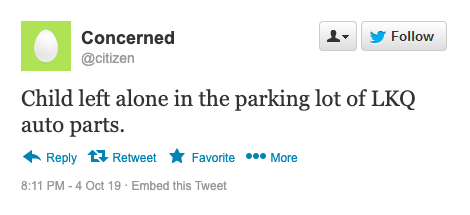 Concerned
@citizen
Follow
Child left alone in the parking lot of LKQ
auto parts.
Reply Retweet Favorite More
8:11 PM - 4 Oct 19 · Embed this Tweet